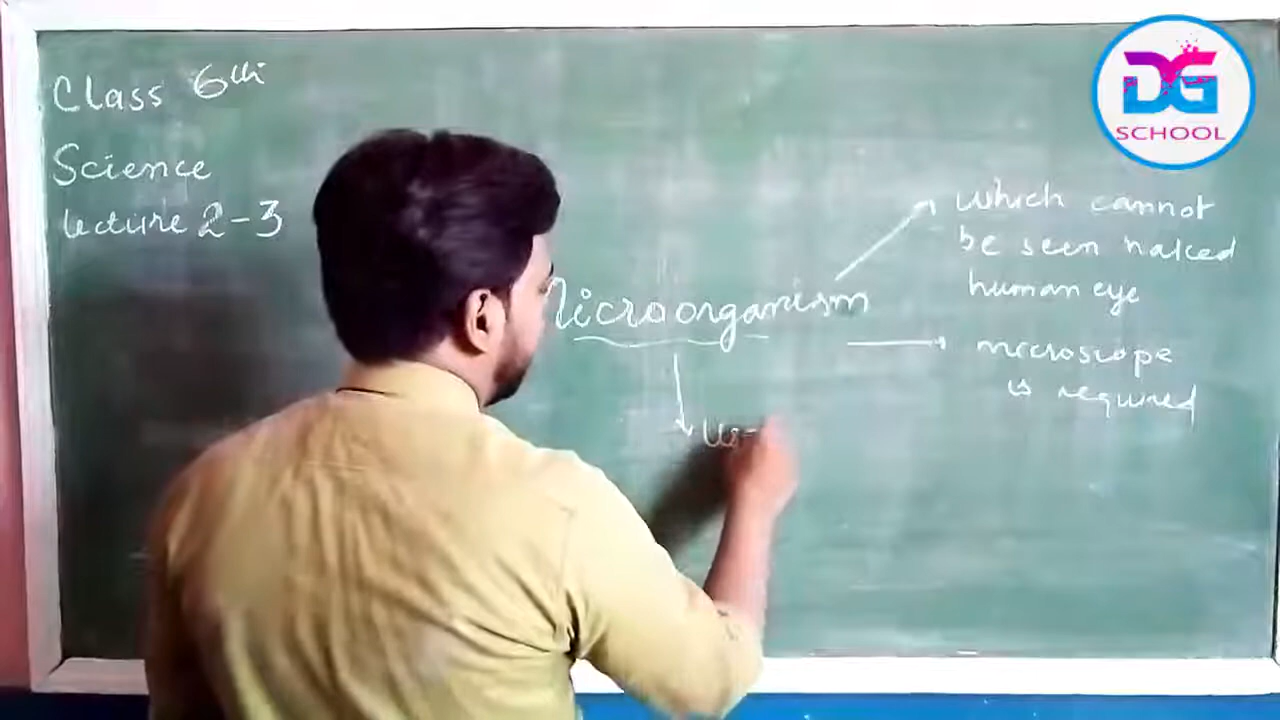 Class 6th
Science
Lecture 2-3
DG
SCHOOL
Microorganism
which cannot
be seen naked
human eye
microscope
is required